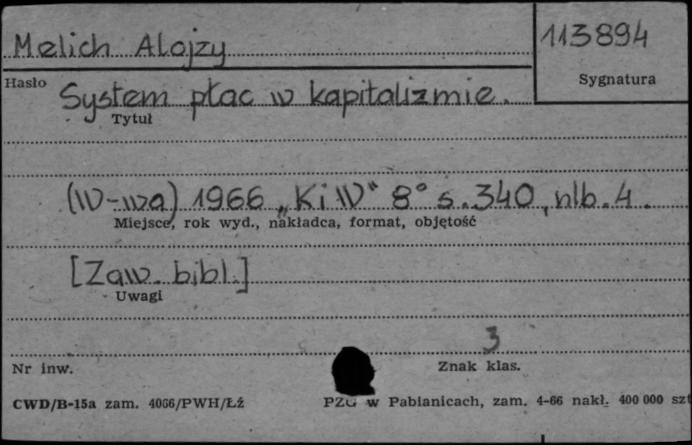 Melich Alojzy
113894
Hasło
Sygnatura
System płac w kapitalizmie.
Tytuł
(W-wa) 1966 „KiW" 8° s. 340, nlb. 4.
Miejsce, rok wyd., nakładca, format, objętość
[Zaw. bibl.]
Uwagi
3
Nr inw.
Znak klas.
CWD/B-15a zam. 4066/PWH/Łź
PZG w Pabianicach, zam. 4-66 nakł. 400 000 szt